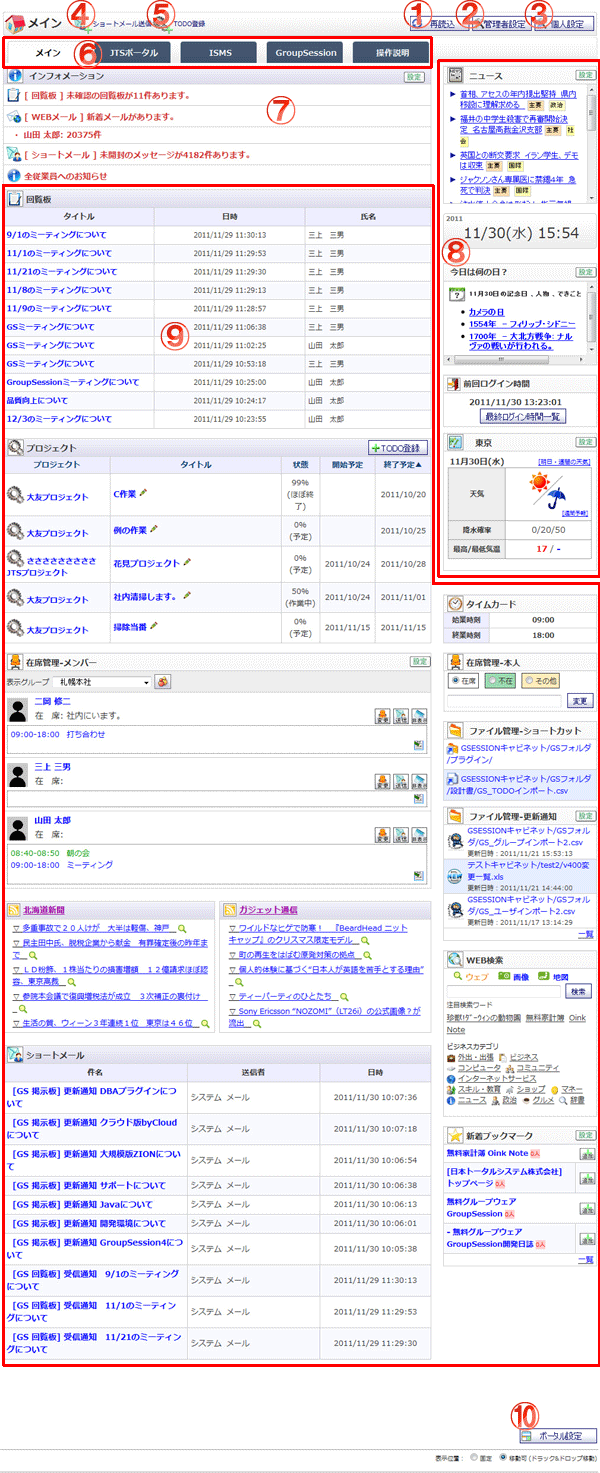 メイン ④ ショートメール送信 ⑤ TODO登録 ① 再読込 ② 管理者設定 ③ 個人設定
メイン ⑥ JTSポータル ISMS GroupSession 操作説明
インフォメーション 設定
[ 回覧板 ] 未確認の回覧板が11件あります。
⑦
[ WEBメール ] 新着メールがあります。
・ 山田 太郎: 20375件
[ ショートメール ] 未開封のメッセージが4182件あります。
全従業員へのお知らせ
回覧板
タイトル 日時 氏名
9/1のミーティングについて 2011/11/29 11:30:13 三上 三男
11/1のミーティングについて 2011/11/29 11:29:53 三上 三男
11/21のミーティングについて 2011/11/29 11:29:30 三上 三男
11/8のミーティングについて 2011/11/29 11:29:13 三上 三男
11/9のミーティングについて 2011/11/29 11:28:57 三上 三男
GSミーティングについて 2011/11/29 11:06:38 三上 三男
⑨
GSミーティングについて 2011/11/29 11:02:25 山田 太郎
GSミーティングについて 2011/11/29 10:53:18 三上 三男
GroupSessionミーティングについて 2011/11/29 10:25:00 山田 太郎
品質向上について 2011/11/29 10:24:17 山田 太郎
12/3のミーティングについて 2011/11/29 10:23:55 山田 太郎
プロジェクト +TODO登録
プロジェクト タイトル 状態 開始予定 終了予定▲
大友プロジェクト C作業 99%
(ほぼ終
了) 2011/10/20
大友プロジェクト 例の作業 0%
(予定) 2011/10/25
さささささささささ
JTSプロジェクト 花見プロジェクト 0%
(予定) 2011/10/24 2011/10/28
大友プロジェクト 社内清掃します。 50%
(作業中) 2011/10/24 2011/11/01
大友プロジェクト 掃除当番 0%
(予定) 2011/11/15 2011/11/15
在席管理-メンバー 設定
表示グループ 札幌本社
二岡 修二
在 席: 社内にいます。 変更 送信 非表示
09:00-18:00 打ち合わせ
三上 三男
在 席: 変更 送信 非表示
山田 太郎
在 席: 変更 送信 非表示
08:40-08:50 朝の会
09:00-18:00 ミーティング
北海道新聞
▽ 多重事故で20人けが 大半は軽傷、神戸
▽ 民主田中氏、脱税企業から献金 有罪確定後の昨年ま
で
▽ LD粉飾、1株当たりの損害増額 12億請求ほぼ認
容、東京高裁
▽ 参院本会議で復興増税法が成立 3次補正の裏付け
▽ 生活の質、ウィーン3年連続1位 東京は46位
ガジェット通信
▽ ワイルドなヒゲで防寒! 『BeardHead ニット
キャップ』のクリスマス限定モデル
▽ 町の再生をはばむ原発対策の拠点
▽ 個人的体験に基づく“日本人が英語を苦手とする理由”
▽ ティーパーティのひとたち
▽ Sony Ericsson “NOZOMI”(LT26i) の公式画像?が
流出
ショートメール
件名 送信者 日時
[GS 掲示板] 更新通知 DBAプラグインにつ
いて システム メール 2011/11/30 10:07:36
[GS 掲示板] 更新通知 クラウド版byCloud
について システム メール 2011/11/30 10:07:18
[GS 掲示板] 更新通知 大規模版ZIONについ
て システム メール 2011/11/30 10:06:54
[GS 掲示板] 更新通知 サポートについて システム メール 2011/11/30 10:06:38
[GS 掲示板] 更新通知 Javaについて システム メール 2011/11/30 10:06:13
[GS 掲示板] 更新通知 開発環境について システム メール 2011/11/30 10:06:01
[GS 掲示板] 更新通知 GroupSession4につ
いて システム メール 2011/11/30 10:05:38
[GS 回覧板] 受信通知 9/1のミーティング
について システム メール 2011/11/29 11:30:13
[GS 回覧板] 受信通知 11/1のミーティン
グについて システム メール 2011/11/29 11:29:53
[GS 回覧板] 受信通知 11/21のミーティン
グについて システム メール 2011/11/29 11:29:30
ニュース 設定
首相、アセスの年内提出堅持 県内
移設に理解求める 主要 政治
福井の中学生殺害で再審開始決
定 名古屋高裁金沢支部 主要 社
会
英国との断交要求 イラン学生、デモ
は収束 主要 国際
ジャクソンさん専属医に禁錮4年 急
死で判決 主要 国際
2011
11/30(水) 15:54
⑧
今日は何の日? 設定
11月30日の記念日、人物、できごと
カメラの日
1554年 - フィリップ・シドニー
1700年 - 大北方戦争: ナル
ヴァの戦いが行われる。
前回ログイン時間
2011/11/30 13:23:01
最終ログイン時間一覧
東京 設定
11月30日(水) [明日・週間の天気]
天気
[週間予報]
降水確率 0/20/50
最高/最低気温 17 / -
タイムカード
始業時刻 09:00
終業時刻 18:00
在席管理-本人
在席 不在 その他
変更
ファイル管理-ショートカット
GSESSIONキャビネット/GSフォルダ
/プラグイン/
GSESSIONキャビネット/GSフォルダ
/設計書/GS_TODOインポート.csv
ファイル管理-更新通知 設定
GSESSIONキャビネット/GSフォル
ダ/GS_グループインポート2.csv
更新日時:2011/11/21 15:53:13
テストキャビネット/test2/v400変
更一覧.xls
更新日時:2011/11/21 14:44:00
GSESSIONキャビネット/GSフォル
ダ/GS_ユーザインポート2.csv
更新日時:2011/11/17 13:14:29
一覧
WEB検索
ウェブ 画像 地図
検索
注目検索ワード
珍獣ﾘﾀﾞｰｳｨﾝの動物園 無料家計簿 Oink
Note
ビジネスカテゴリ
外出・出張 ビジネス
コンピュータ コミュニティ
インターネットサービス
スキル・教育 ショップ マネー
ニュース 政治 グルメ 辞書
新着ブックマーク 設定
無料家計簿 Oink Note 0人 追加
[日本トータルシステム株式会社]
トップページ 0人 追加
無料グループウェア
GroupSession 0人 追加
- 無料グループウェア
GroupSession開発日誌 0人 追加
一覧
⑩
ポータル設定
表示位置: 固定 移動可 (ドラック&ドロップ移動)